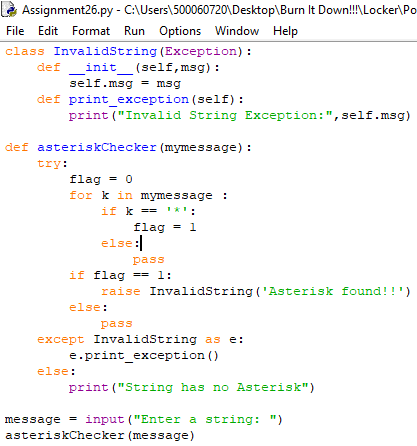 Assignment26.py - C:\Users\500060720\Desktop\Burn It Down!!!\Locker\Po
File Edit Format Run Options Window Help
class InvalidString(Exception):
    def __init__(self,msg):
        self.msg = msg
    def print_exception(self):
        print("Invalid String Exception:",self.msg)

def asteriskChecker(mymessage):
    try:
        flag = 0
        for k in mymessage :
            if k == '*':
                flag = 1
            else:
                pass
        if flag == 1:
            raise InvalidString('Asterisk found!!')
        else:
            pass
    except InvalidString as e:
        e.print_exception()
    else:
        print("String has no Asterisk")

message = input("Enter a string: ")
asteriskChecker(message)